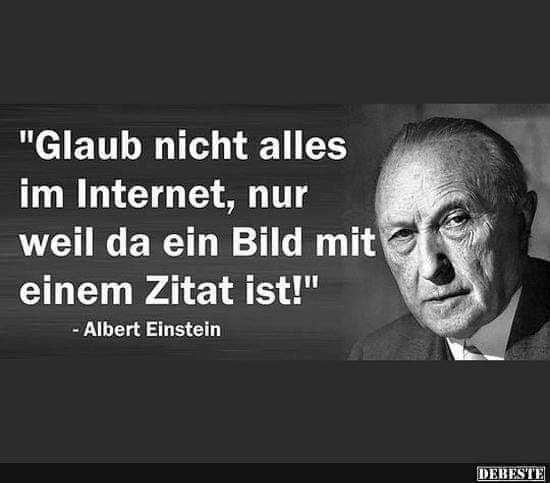 "Glaub nicht alles
im Internet, nur
weil da ein Bild mit
einem Zitat ist!"
- Albert Einstein
DEBESTE